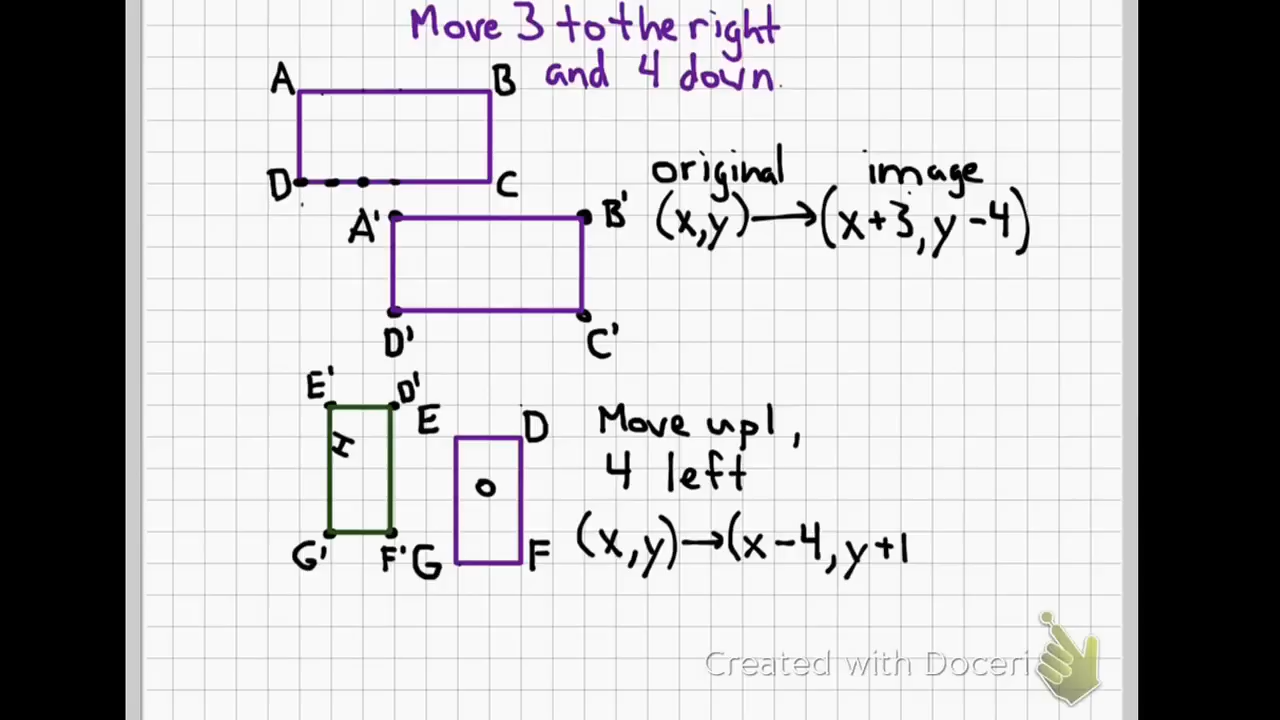 Move 3 to the right
and 4 down.
A
B
D
C
original image
(x,y)→(x+3,y-4)
A'
B'
D'
C'
E'
D'
E
D
Move up 1,
4 left
I
O
(x,y)→(x-4,y+1
G'
F'
G
F
Created with Doceri